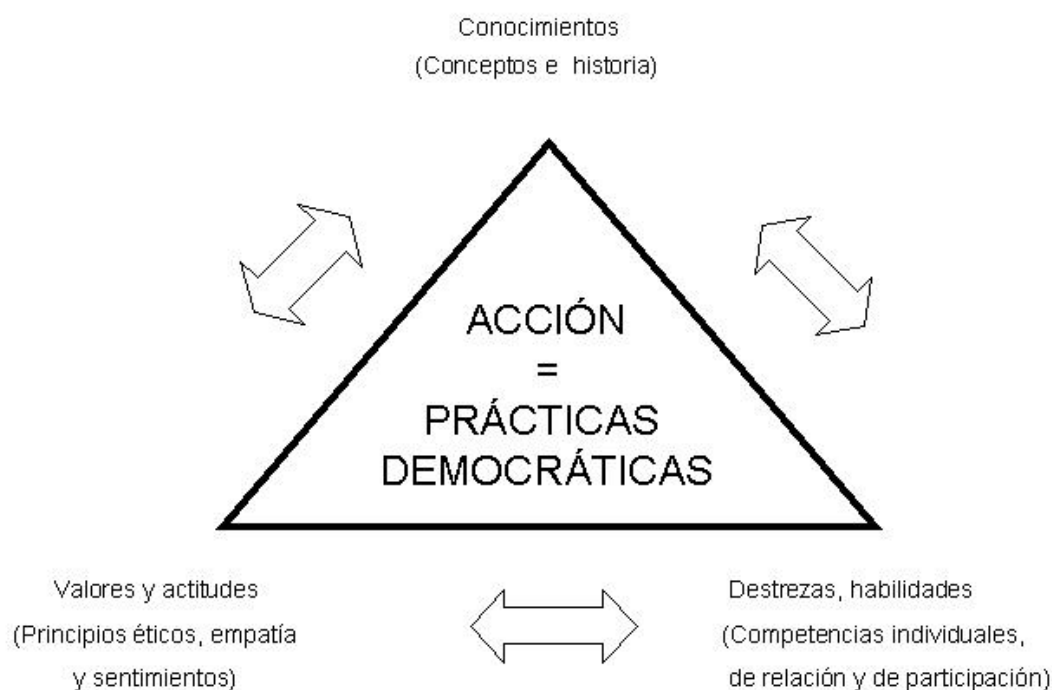 Conocimientos
(Conceptos e historia)
ACCIÓN
=
PRÁCTICAS
DEMOCRÁTICAS
Valores y actitudes
(Principios éticos, empatía
y sentimientos)
Destrezas, habilidades
(Competencias individuales,
de relación y de participación)